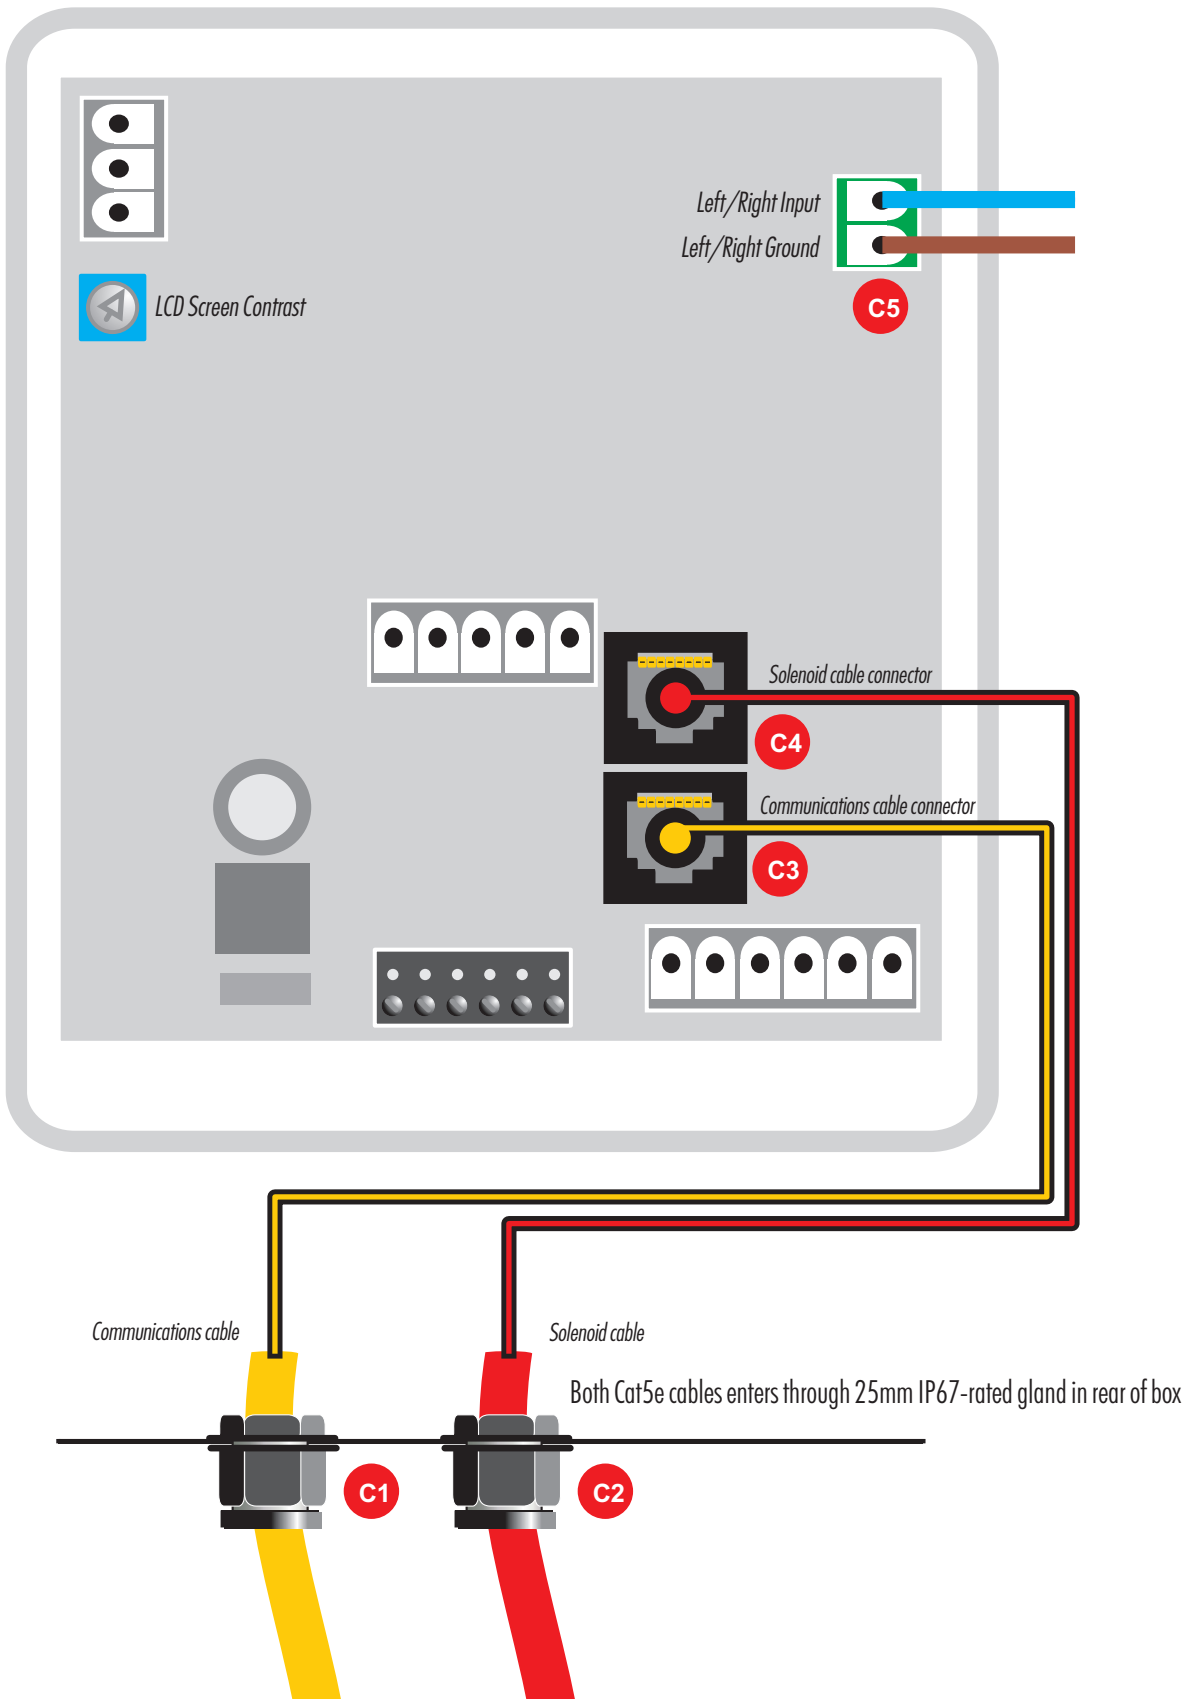 Left/Right Input
Left/Right Ground
C5
LCD Screen Contrast
Solenoid cable connector
C4
Communications cable connector
C3
Communications cable
Solenoid cable
Both Cat5e cables enters through 25mm IP67-rated gland in rear of box
C1
C2